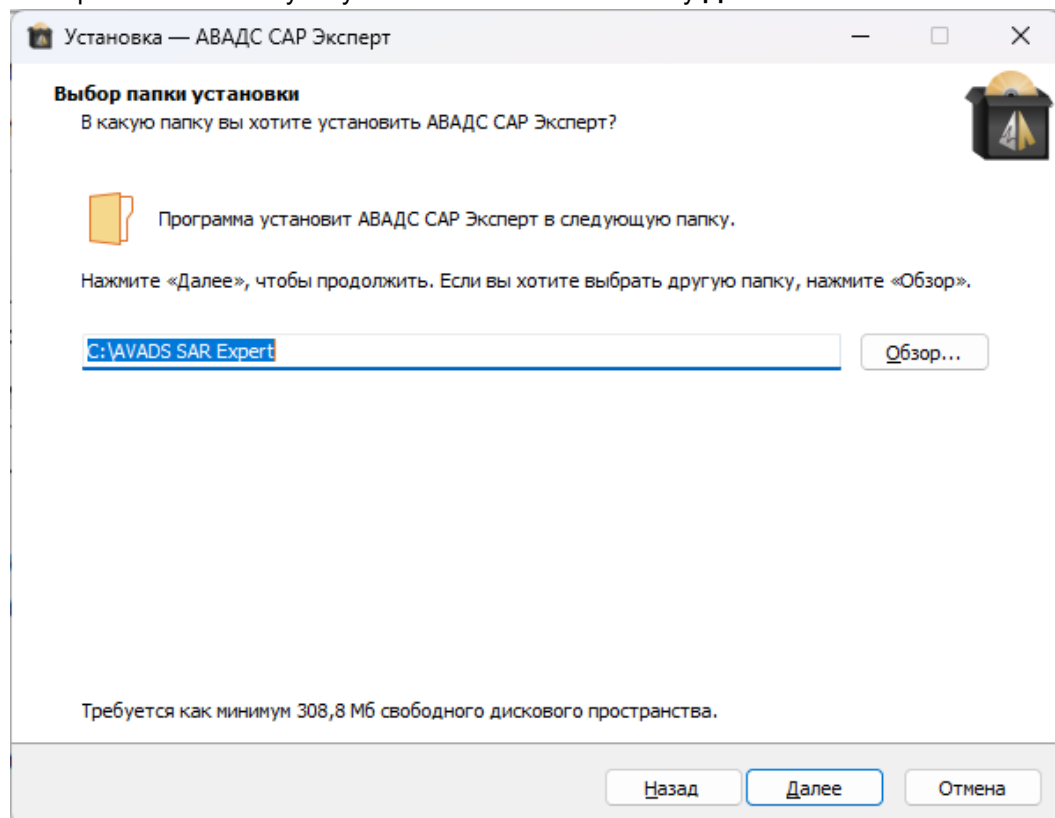 Установка — АВАДС САР Эксперт
Выбор папки установки
В какую папку вы хотите установить АВАДС САР Эксперт?
Программа установит АВАДС САР Эксперт в следующую папку.
Нажмите «Далее», чтобы продолжить. Если вы хотите выбрать другую папку, нажмите «Обзор».
C:\AVADS SAR Expert
Обзор...
Требуется как минимум 308,8 Мб свободного дискового пространства.
Назад
Далее
Отмена